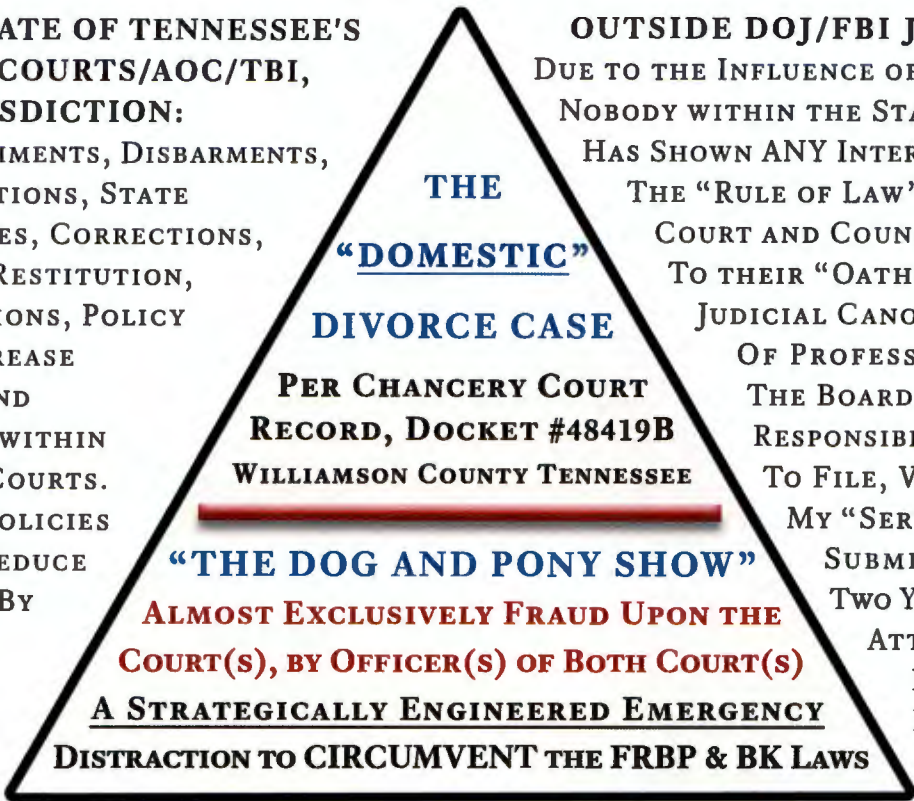 ATE OF TENNESSEE'S
COURTS/AOC/TBI,
SDICTION:
IMENTS, DISBARMENTS,
TIONS, STATE
ES, CORRECTIONS,
RESTITUTION,
IONS, POLICY
REASE
ND
WITHIN
COURTS.
OLICIES
EDUCE
BY
THE
“DOMESTIC”
DIVORCE CASE
PER CHANCERY COURT
RECORD, DOCKET #48419B
WILLIAMSON COUNTY TENNESSEE
“THE DOG AND PONY SHOW”
ALMOST EXCLUSIVELY FRAUD UPON THE
COURT(S), BY OFFICER(S) OF BOTH COURT(S)
A STRATEGICALLY ENGINEERED EMERGENCY
DISTRACTION TO CIRCUMVENT THE FRBP & BK LAWS
OUTSIDE DOJ/FBI J
DUE TO THE INFLUENCE OF
NOBODY WITHIN THE STA
HAS SHOWN ANY INTER
THE “RULE OF LAW”
COURT AND COUN
TO THEIR “OATH
JUDICIAL CANO
OF PROFESS
THE BOARD
RESPONSIB
TO FILE, V
MY “SER
SUBMI
TWO Y
ATT